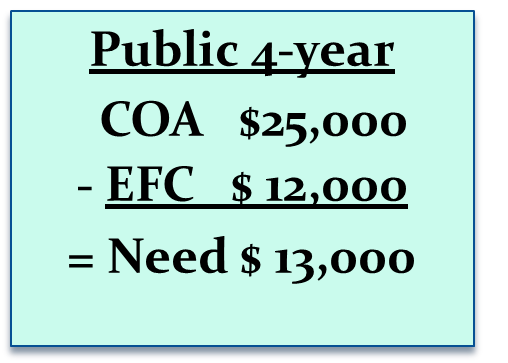 Public 4-year
COA $25,000
- EFC $ 12,000
= Need $ 13,000